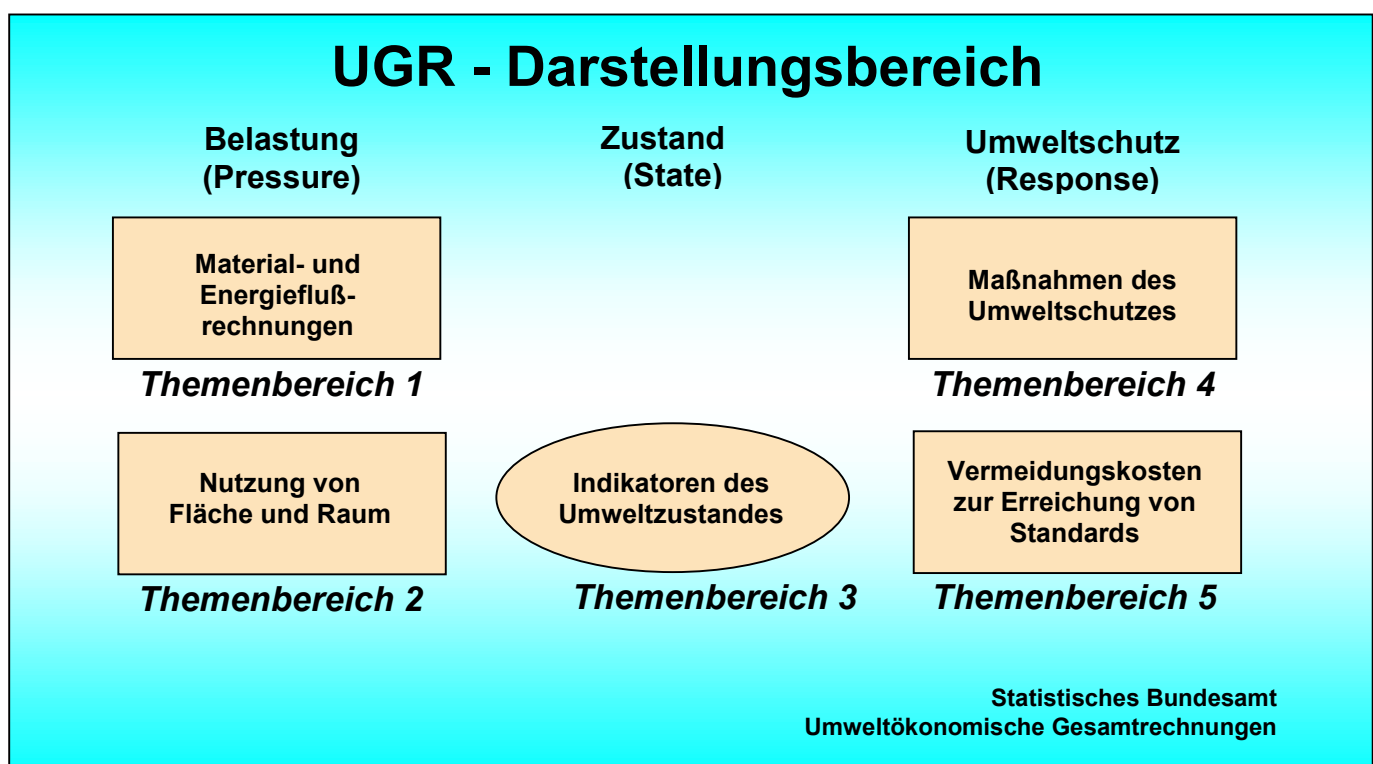 UGR - Darstellungsbereich
Belastung
(Pressure)
Zustand
(State)
Umweltschutz
(Response)
Material- und
Energiefluß-
rechnungen
Themenbereich 1
Maßnahmen des
Umweltschutzes
Themenbereich 4
Nutzung von
Fläche und Raum
Themenbereich 2
Indikatoren des
Umweltzustandes
Themenbereich 3
Vermeidungskosten
zur Erreichung von
Standards
Themenbereich 5
Statistisches Bundesamt
Umweltökonomische Gesamtrechnungen